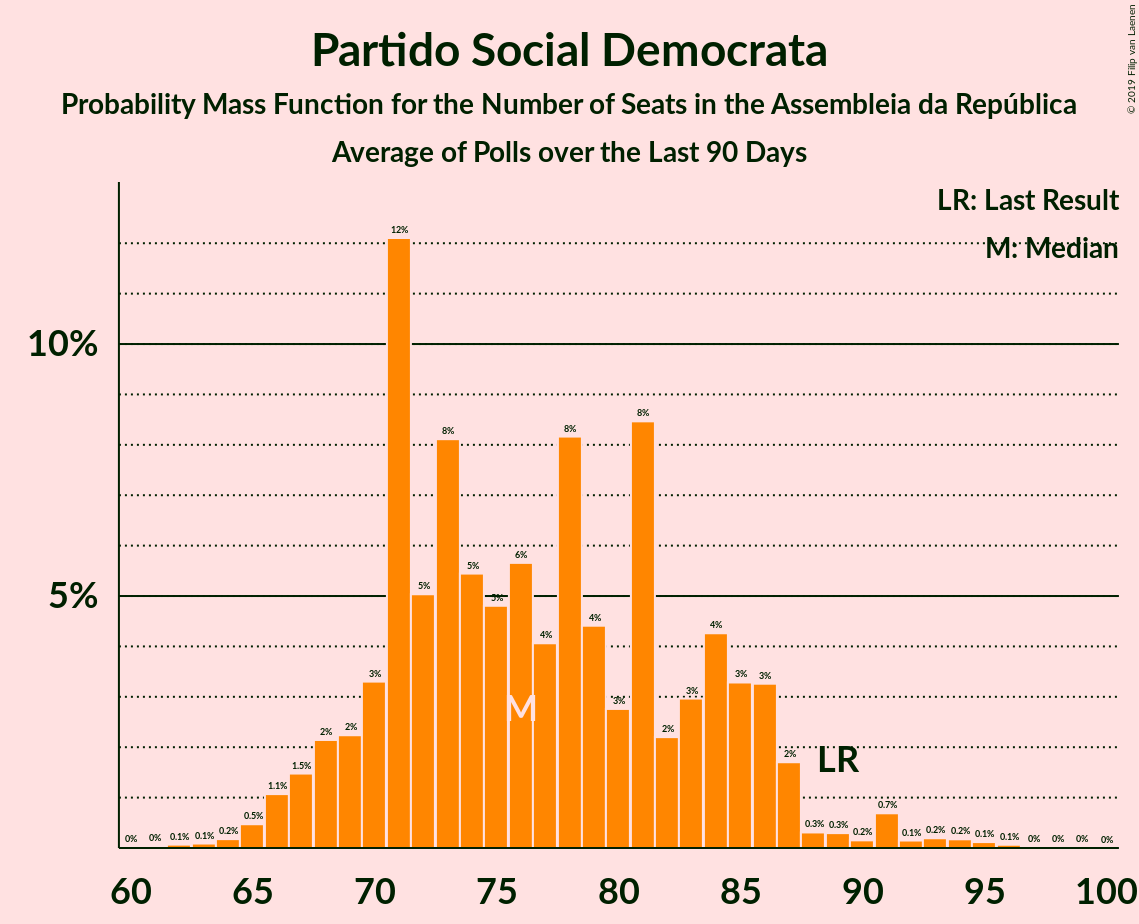 Partido Social Democrata
Probability Mass Function for the Number of Seats in the Assembleia da República
Average of Polls over the Last 90 Days
© 2019 Filip van Laenen
LR: Last Result
M: Median
10%
5%
0% 0% 0.1% 0.1% 0.2% 0.5% 1.1% 1.5% 2% 2% 3% 12% 5% 8% 5% 5% 6% 4% 8% 4% 3% 8% 2% 3% 4% 3% 3% 2% 0.3% 0.3% 0.2% 0.7% 0.1% 0.2% 0.2% 0.1% 0.1% 0% 0% 0% 0%
M
LR
60 65 70 75 80 85 90 95 100